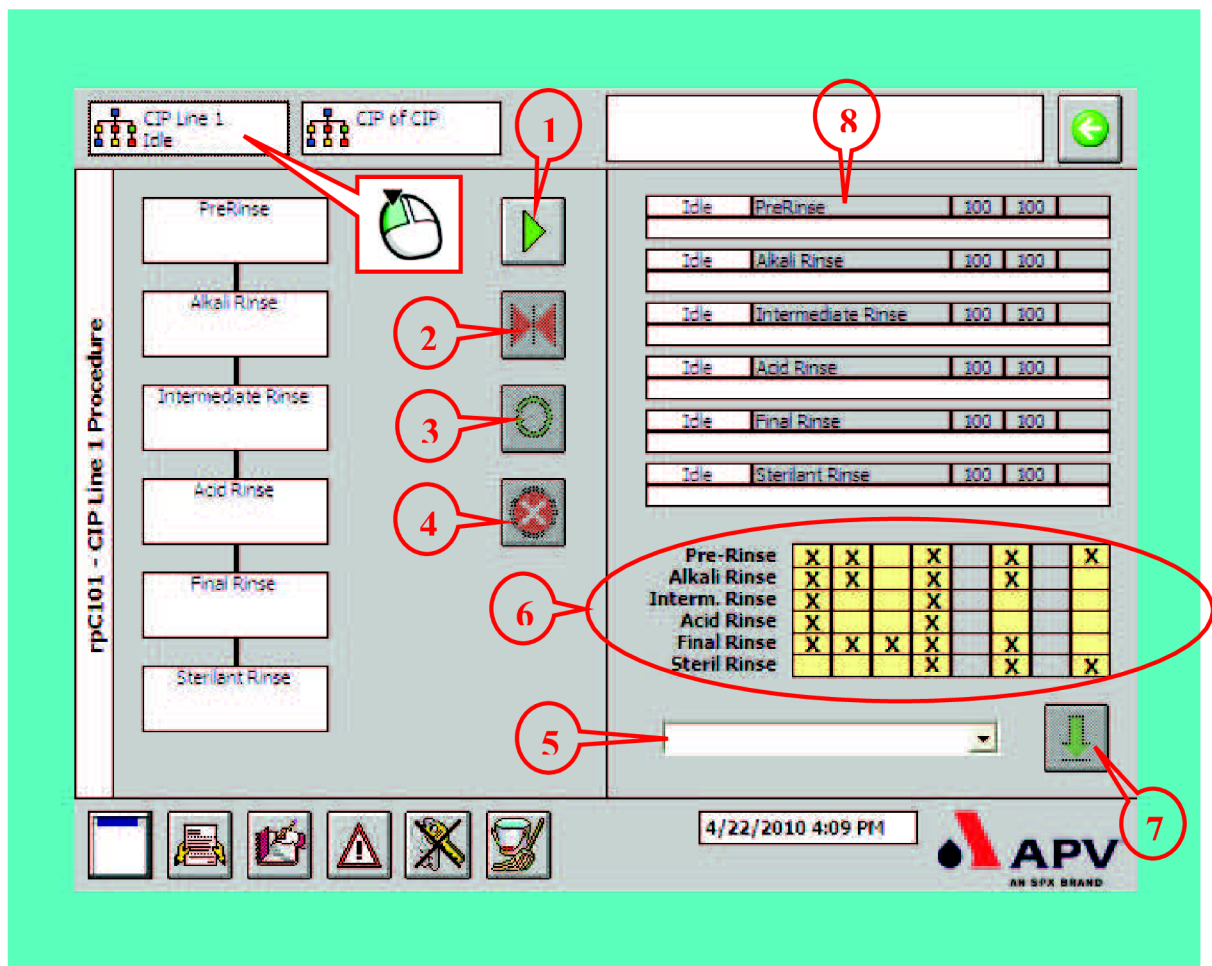 CIP Line 1
Idle
CIP of CIP
1
8
rpC101 - CIP Line 1 Procedure
PreRinse
Alkali Rinse
Intermediate Rinse
Acid Rinse
Final Rinse
Sterilant Rinse
2
3
4
Idle PreRinse 100 100
Idle Alkali Rinse 100 100
Idle Intermediate Rinse 100 100
Idle Acid Rinse 100 100
Idle Final Rinse 100 100
Idle Sterilant Rinse 100 100
6
Pre-Rinse X X X X X
Alkali Rinse X X X X
Interm. Rinse X X
Acid Rinse X X
Final Rinse X X X X X
Steril Rinse X X X
5
7
4/22/2010 4:09 PM
APV
AN SPX BRAND